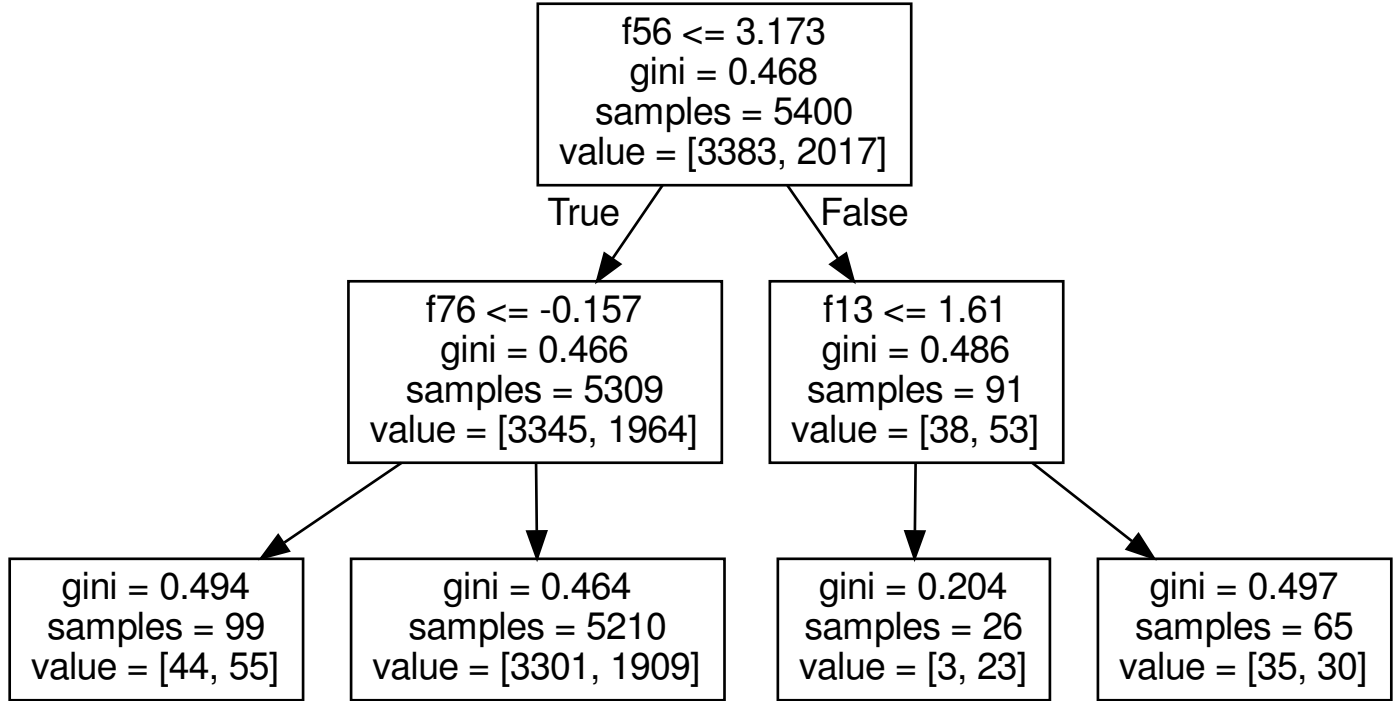 f56 <= 3.173
gini = 0.468
samples = 5400
value = [3383, 2017]
True
False
f76 <= -0.157
gini = 0.466
samples = 5309
value = [3345, 1964]
f13 <= 1.61
gini = 0.486
samples = 91
value = [38, 53]
gini = 0.494
samples = 99
value = [44, 55]
gini = 0.464
samples = 5210
value = [3301, 1909]
gini = 0.204
samples = 26
value = [3, 23]
gini = 0.497
samples = 65
value = [35, 30]